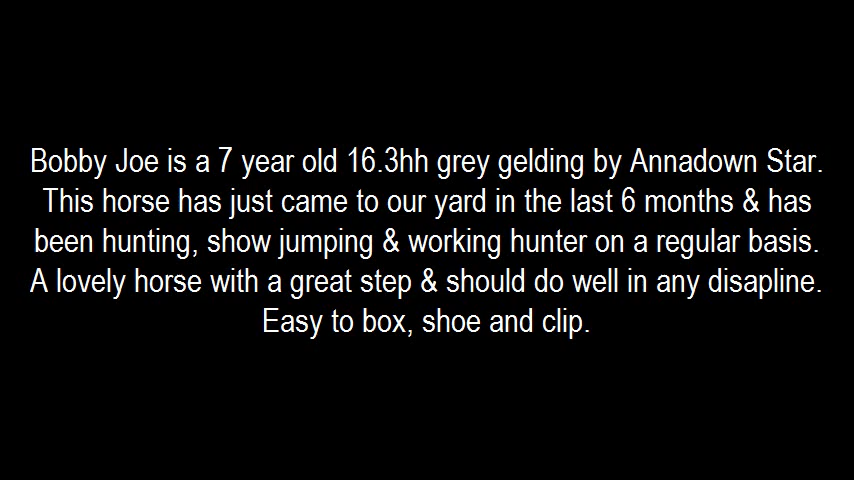 Bobby Joe is a 7 year old 16.3hh grey gelding by Annadown Star.
This horse has just came to our yard in the last 6 months & has
been hunting, show jumping & working hunter on a regular basis.
A lovely horse with a great step & should do well in any disapline.
Easy to box, shoe and clip.